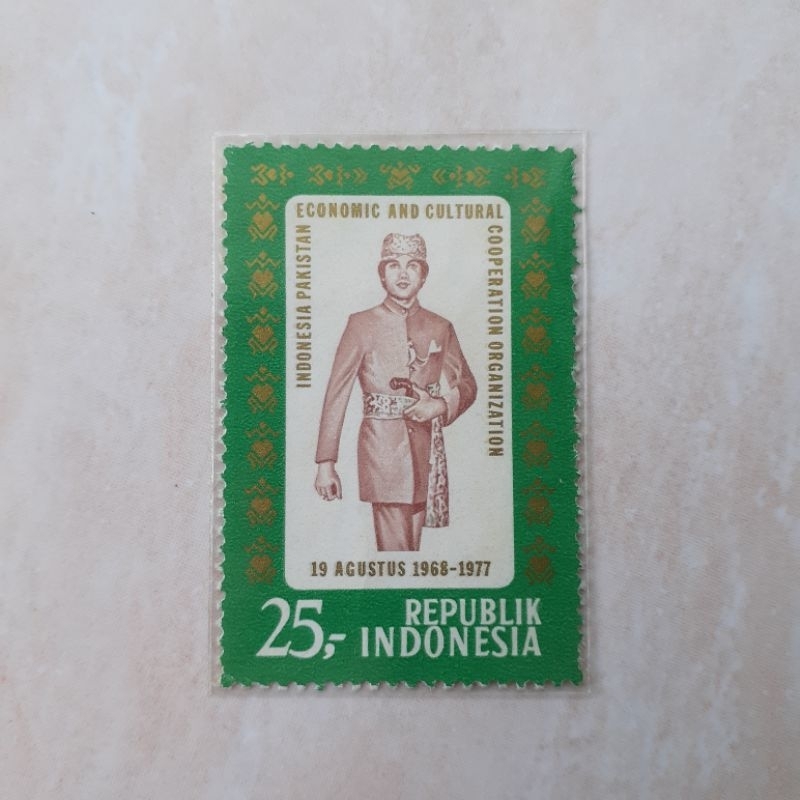 INDONESIA PAKISTAN
ECONOMIC AND CULTURAL
COOPERATION ORGANIZATION
19 AGUSTUS 1968-1977
25,-
REPUBLIK
INDONESIA